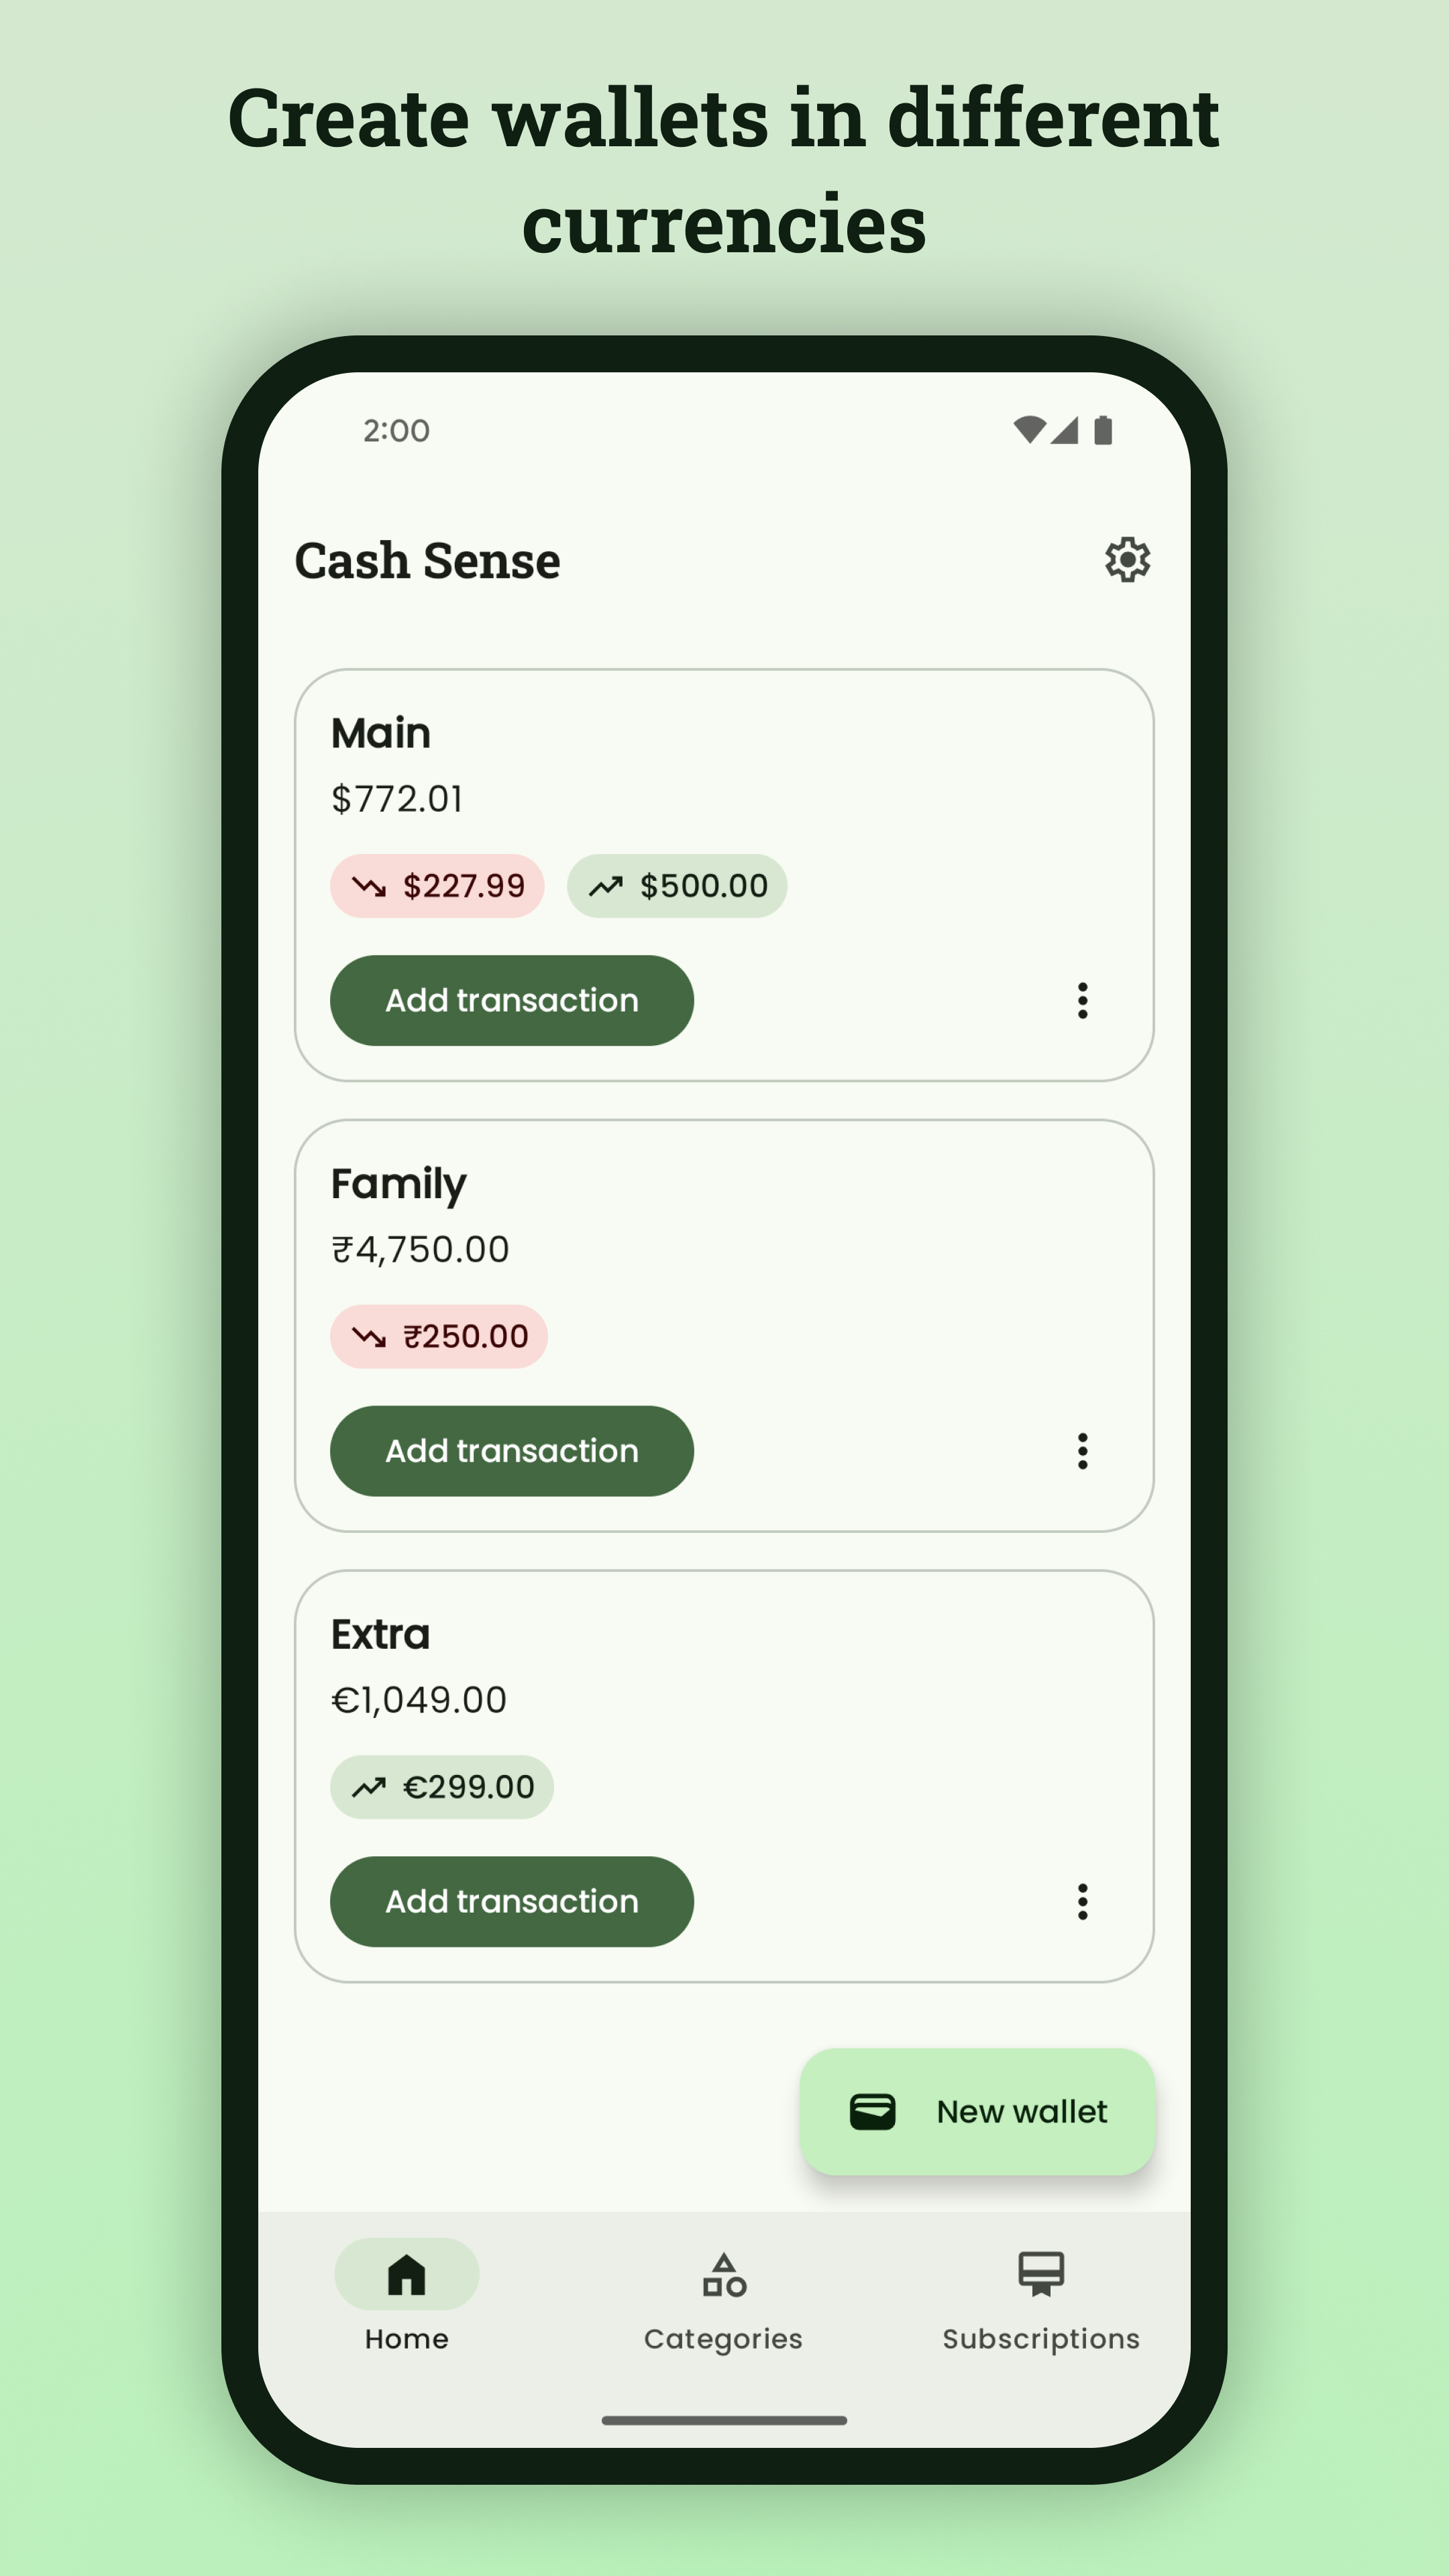 Create wallets in different
currencies
2:00
Cash Sense
Main
$772.01
$227.99 $500.00
Add transaction
Family
₹4,750.00
₹250.00
Add transaction
Extra
€1,049.00
€299.00
Add transaction
New wallet
Home Categories Subscriptions